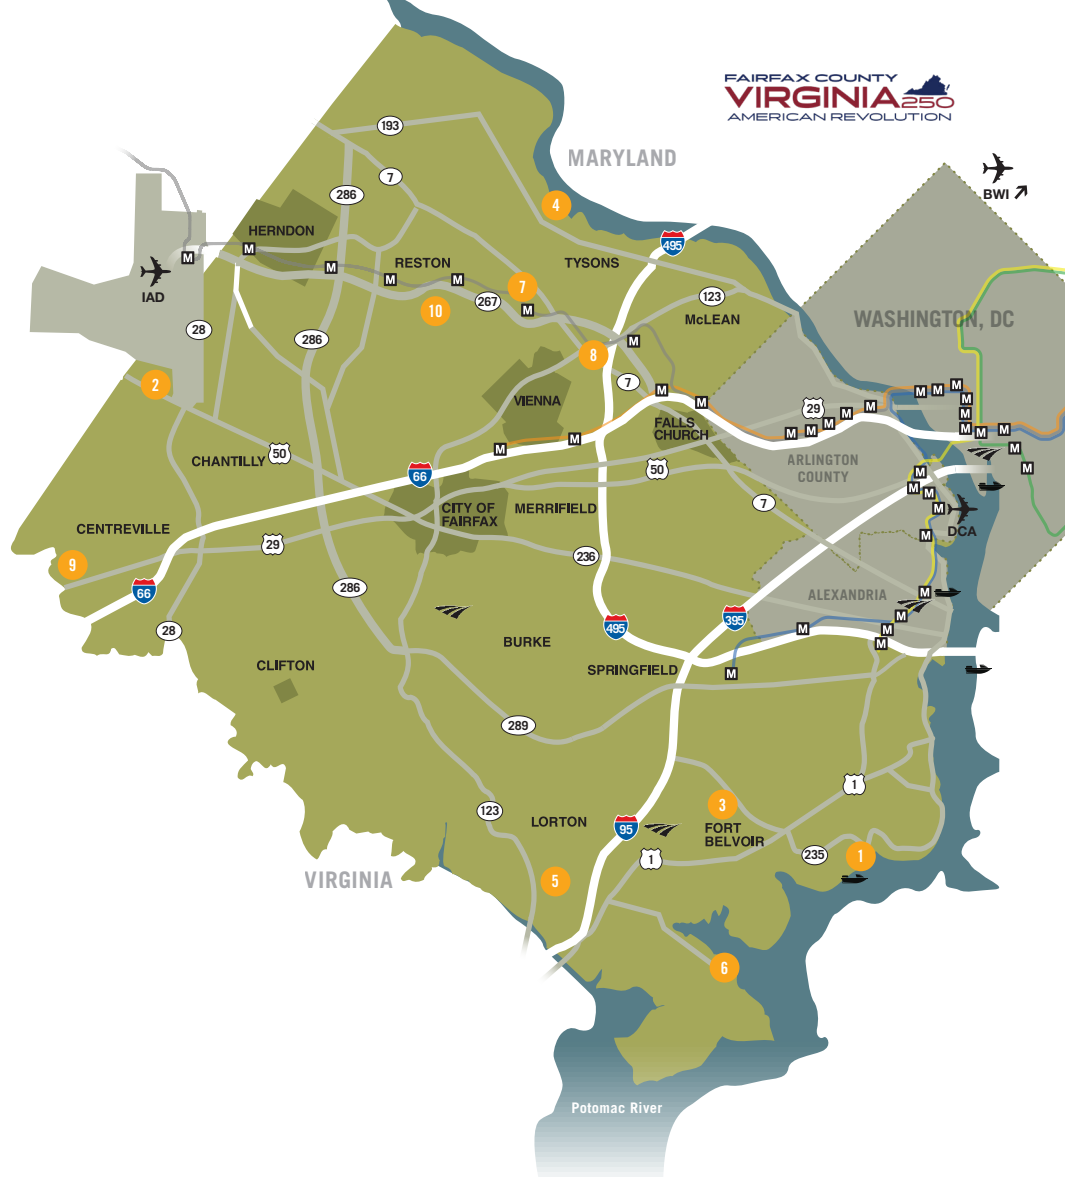 FAIRFAX COUNTY
VIRGINIA250
AMERICAN REVOLUTION
193
MARYLAND
7
BWI
286
4
HERNDON
M
495
M
RESTON
TYSONS
M
M
M
IAD
7
123
10
267
M
McLEAN
WASHINGTON, DC
28
286
M
8
2
7
M
M
M
M
M
VIENNA
M
M
29
M
M
M
FALLS
CHURCH
M
M
M
M
M
M
M
M
M
CHANTILLY
50
ARLINGTON
COUNTY
66
50
M
M
M
M
CITY OF
FAIRFAX
MERRIFIELD
7
M
DCA
CENTREVILLE
M
29
236
9
66
286
ALEXANDRIA
M
M
395
28
495
M
M
BURKE
M
CLIFTON
SPRINGFIELD
M
289
1
3
123
LORTON
95
FORT
BELVOIR
235
1
1
VIRGINIA
5
6
Potomac River